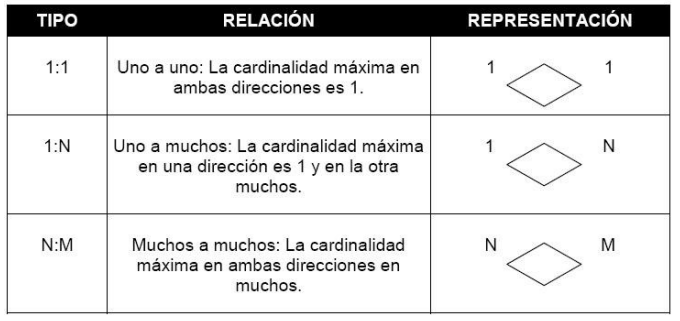 TIPO RELACIÓN REPRESENTACIÓN
1:1 Uno a uno: La cardinalidad máxima en 1 1
ambas direcciones es 1.
1:N Uno a muchos: La cardinalidad máxima 1 N
en una dirección es 1 y en la otra
muchos.
N:M Muchos a muchos: La cardinalidad N M
máxima en ambas direcciones en
muchos.